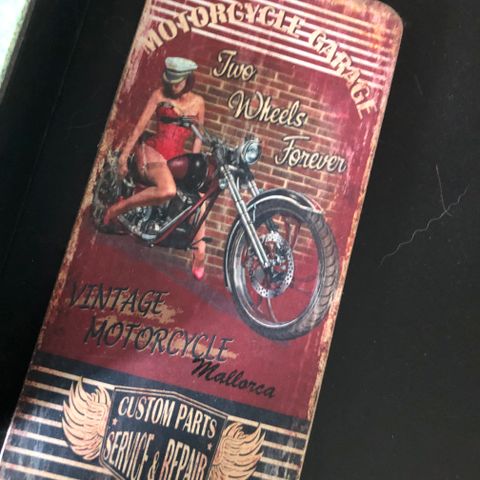 MOTORCYCLE GARAGE
Two
Wheels
Forever
VINTAGE
MOTORCYCLE
Mallorca
CUSTOM PARTS
SERVICE & REPAIR